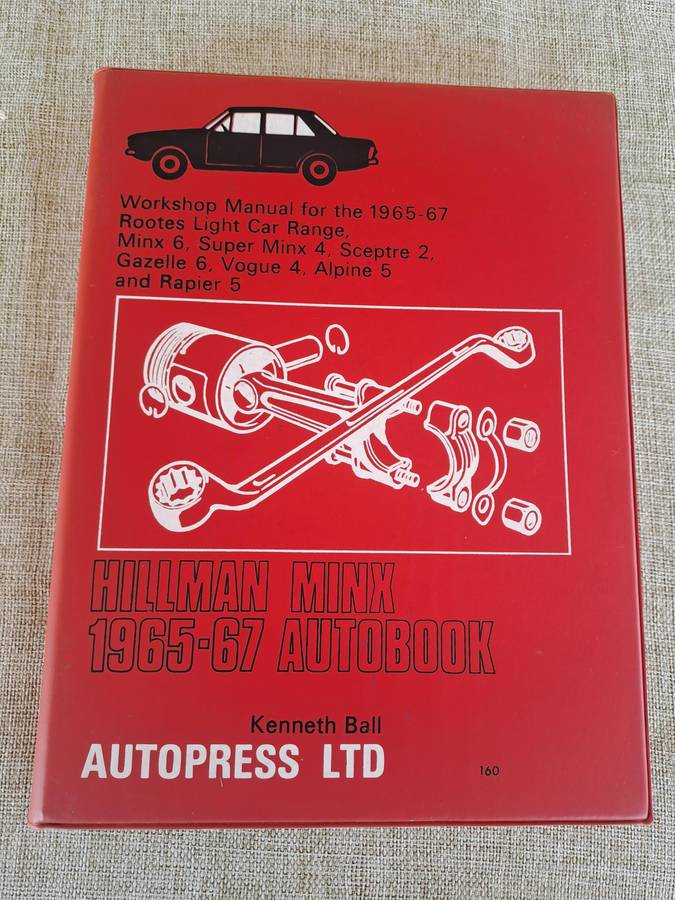 Workshop Manual for the 1965-67
Rootes Light Car Range,
Minx 6, Super Minx 4, Sceptre 2,
Gazelle 6, Vogue 4, Alpine 5
and Rapier 5
HILLMAN MINX
1965-67 AUTOBOOK
Kenneth Ball
AUTOPRESS LTD
160